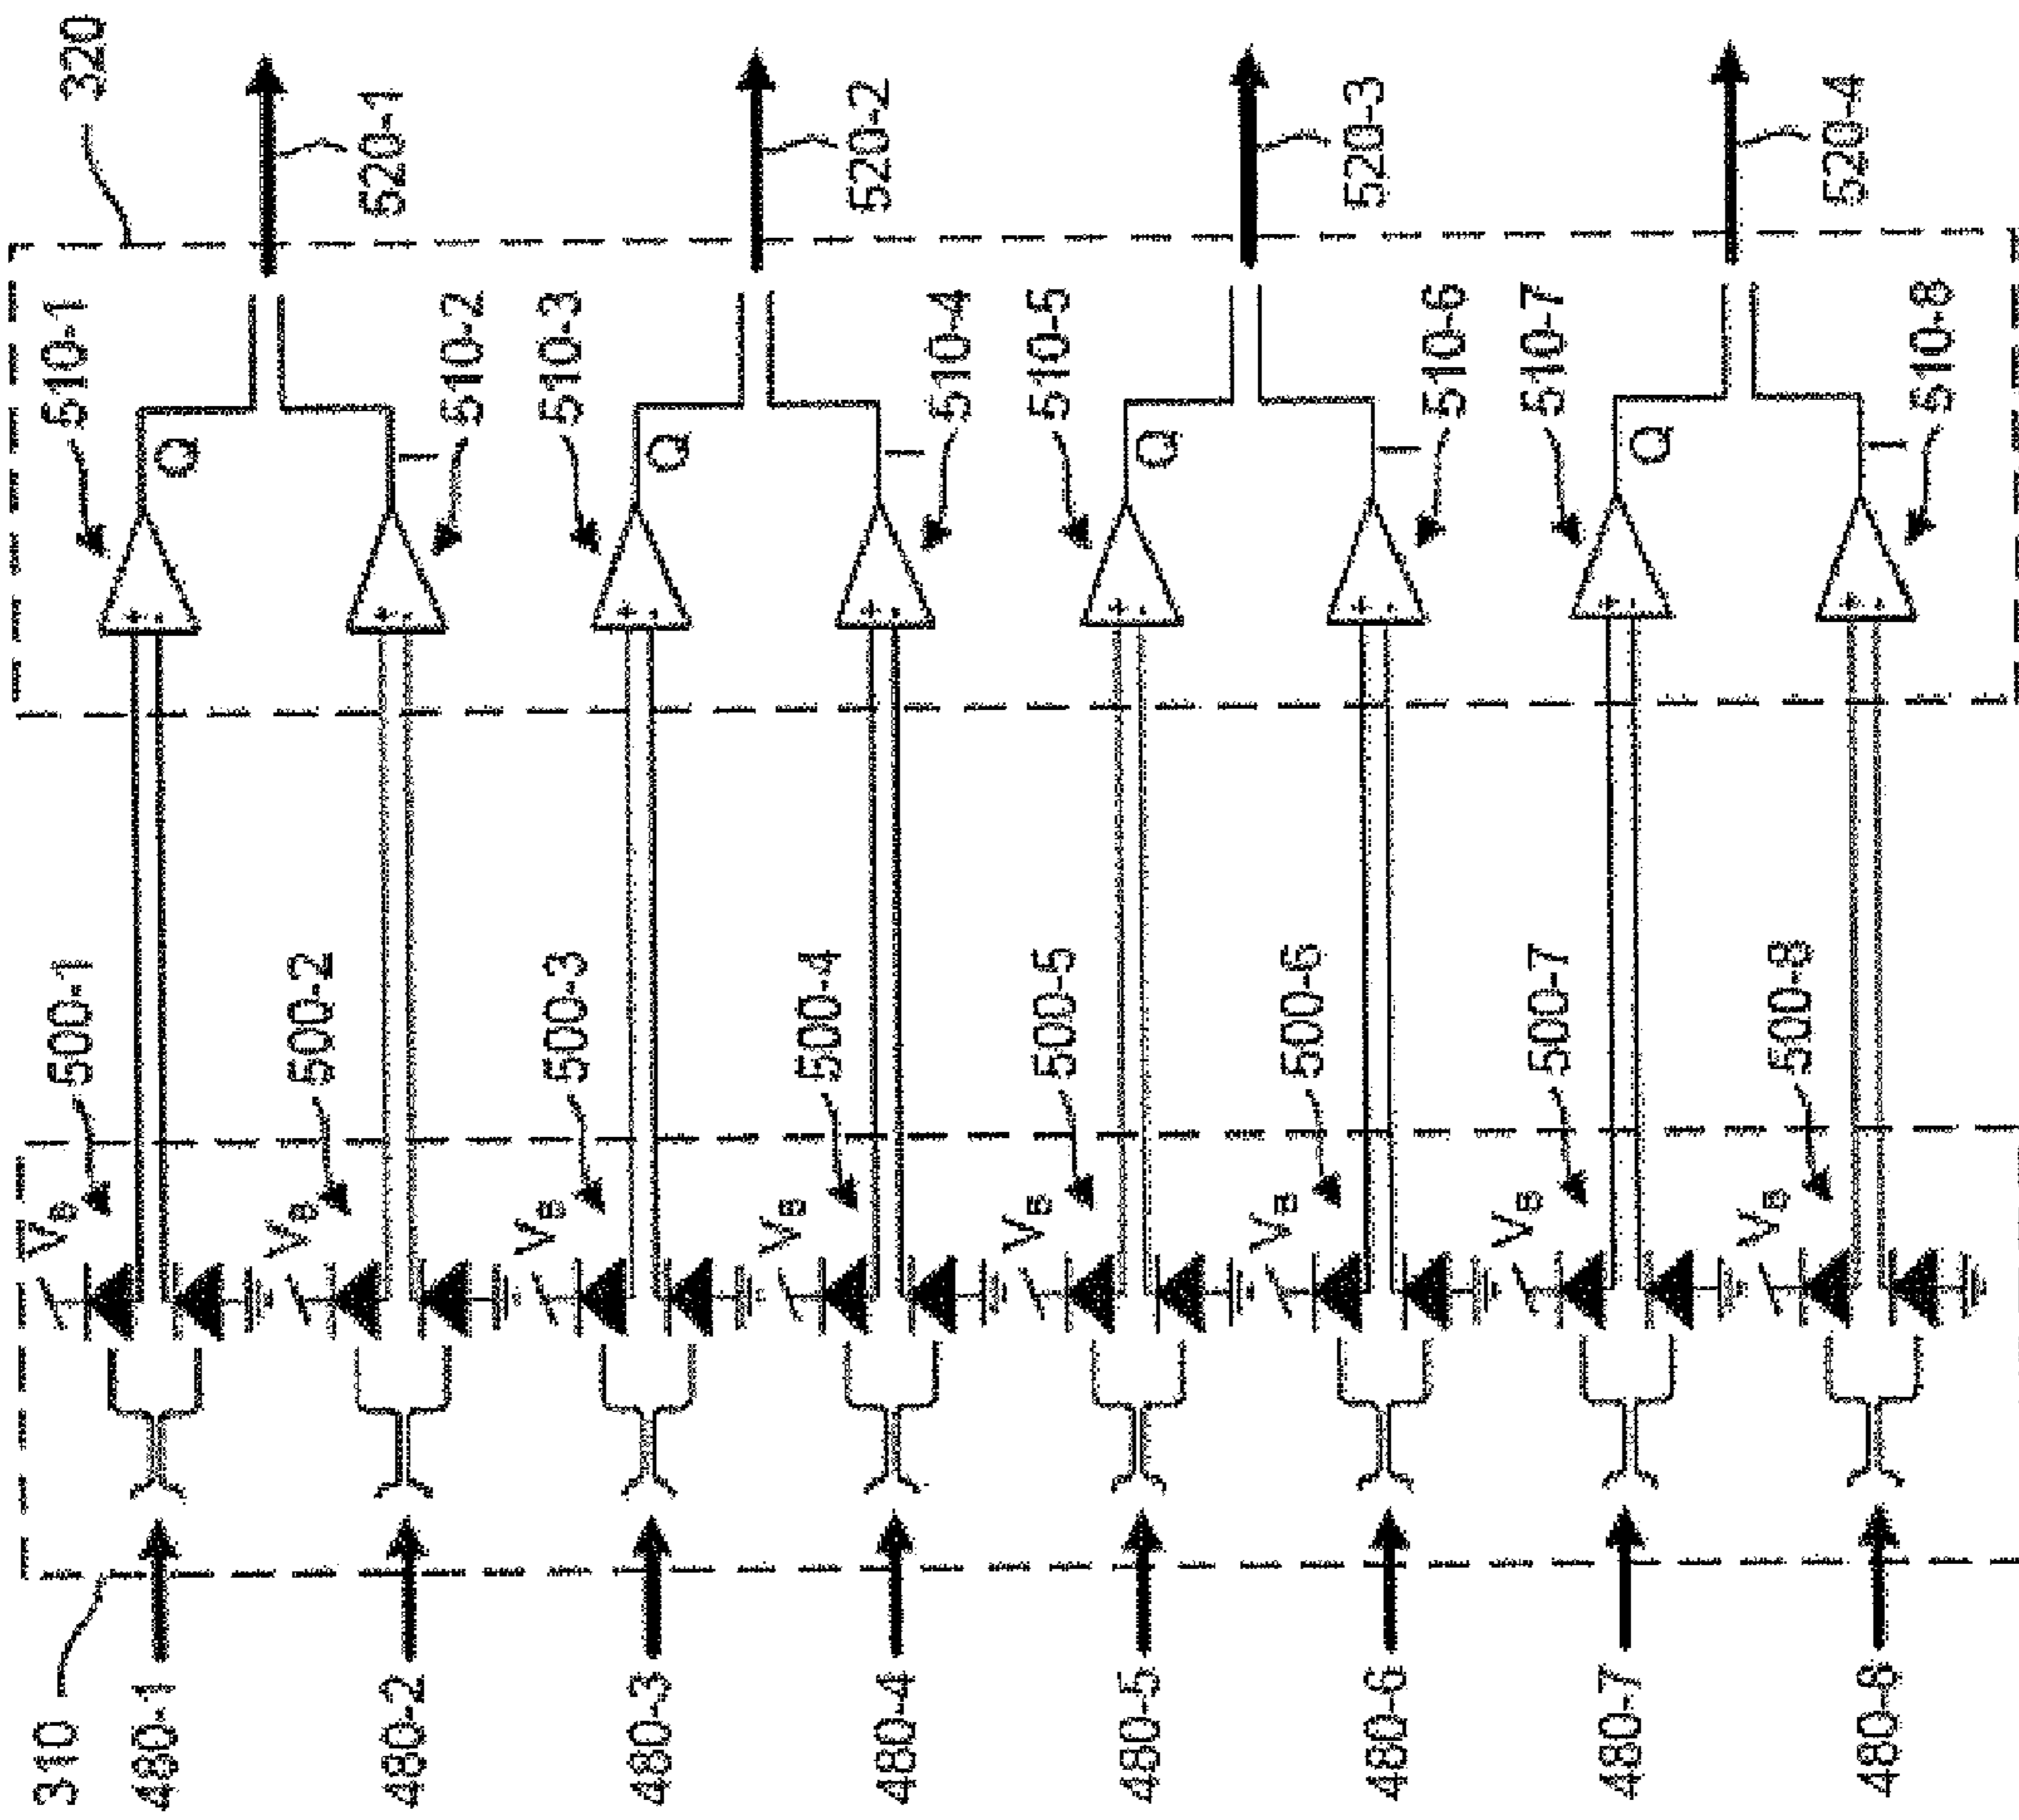 320
520-1
520-2
520-3
520-4
510-1
510-2
510-3
510-4
510-5
510-6
510-7
510-8
Q
I
Q
I
Q
I
Q
I
+ -
+ -
+ -
+ -
+ -
+ -
+ -
+ -
500-1
500-2
500-3
500-4
500-5
500-6
500-7
500-8
VB
VB
VB
VB
VB
VB
VB
VB
310
480-1
480-2
480-3
480-4
480-5
480-6
480-7
480-8